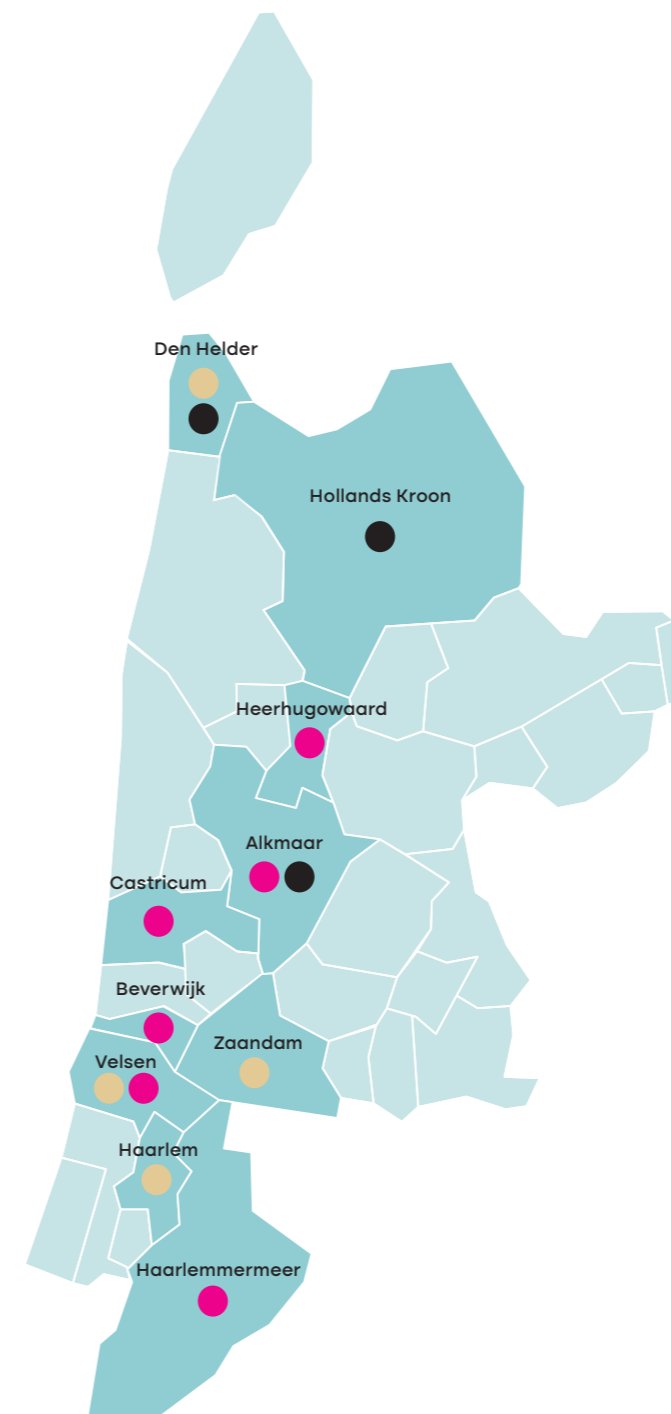 Den Helder
Hollands Kroon
Heerhugowaard
Alkmaar
Castricum
Beverwijk
Zaandam
Velsen
Haarlem
Haarlemmermeer